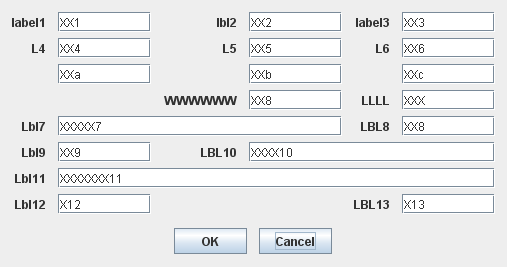 label1 XX1 lbl2 XX2 label3 XX3
L4 XX4 L5 XX5 L6 XX6
XXa XXb XXc
WWWWWW XX8 LLLL XXX
Lbl7 XXXXX7 LBL8 XX8
Lbl9 XX9 LBL10 XXXX10
Lbl11 XXXXXXX11
Lbl12 X12 LBL13 X13
OK Cancel